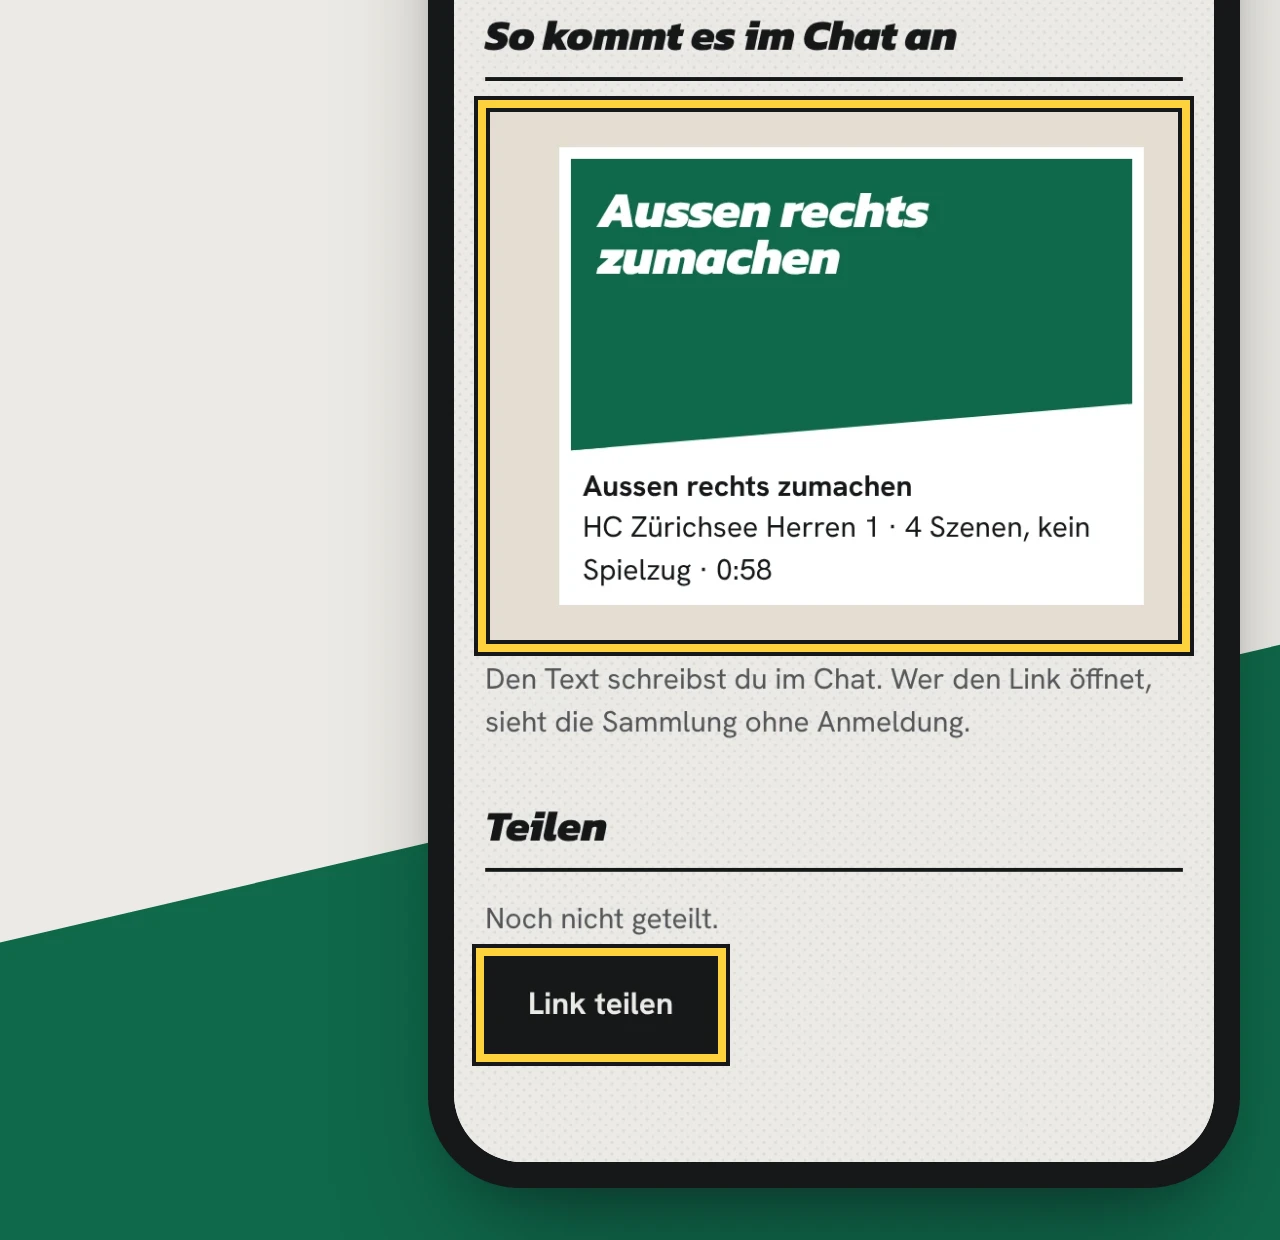 So kommt es im Chat an
Aussen rechts
zumachen
Aussen rechts zumachen
HC Zürichsee Herren 1 · 4 Szenen, kein
Spielzug · 0:58
Den Text schreibst du im Chat. Wer den Link öffnet,
sieht die Sammlung ohne Anmeldung.
Teilen
Noch nicht geteilt.
Link teilen